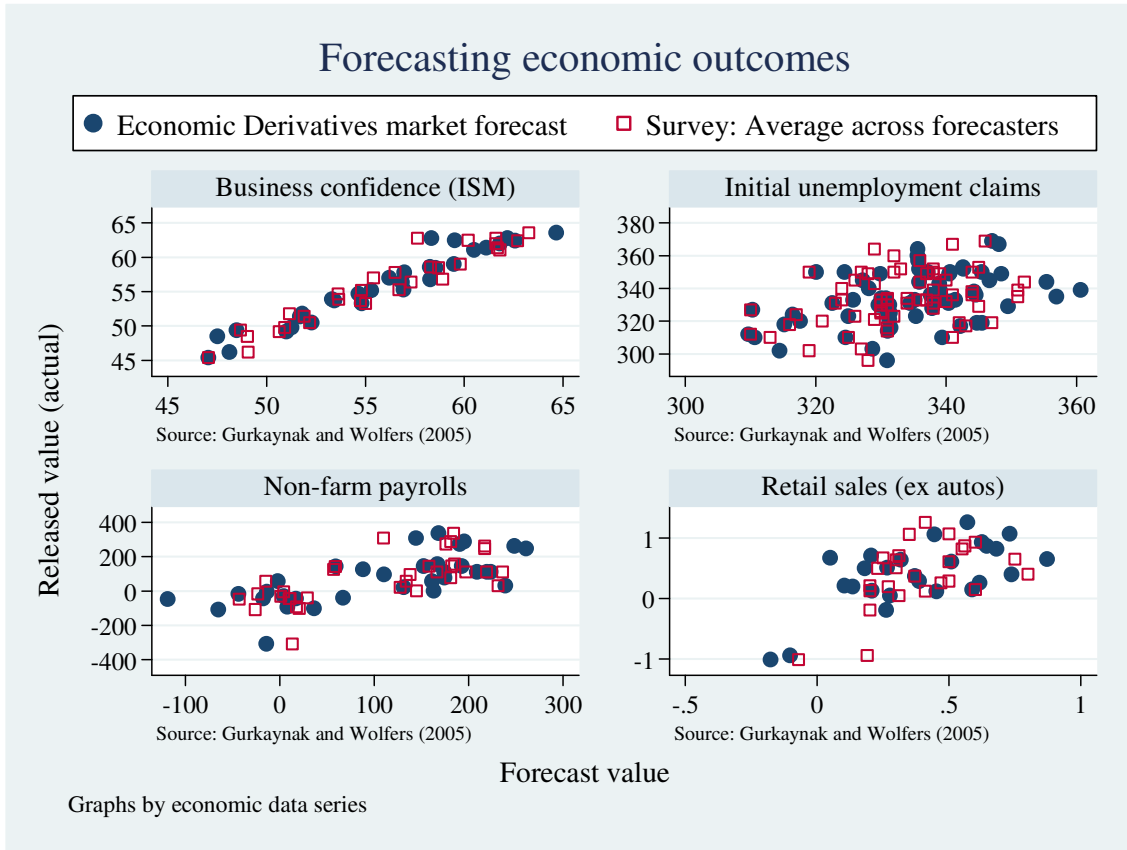 Forecasting economic outcomes
Economic Derivatives market forecast
Survey: Average across forecasters
Business confidence (ISM)
65
60
55
50
45
45 50 55 60 65
Source: Gurkaynak and Wolfers (2005)
Initial unemployment claims
380
360
340
320
300
300 320 340 360
Source: Gurkaynak and Wolfers (2005)
Non-farm payrolls
400
200
0
-200
-400
-100 0 100 200 300
Source: Gurkaynak and Wolfers (2005)
Retail sales (ex autos)
1
0
-1
-.5 0 .5 1
Source: Gurkaynak and Wolfers (2005)
Released value (actual)
Forecast value
Graphs by economic data series